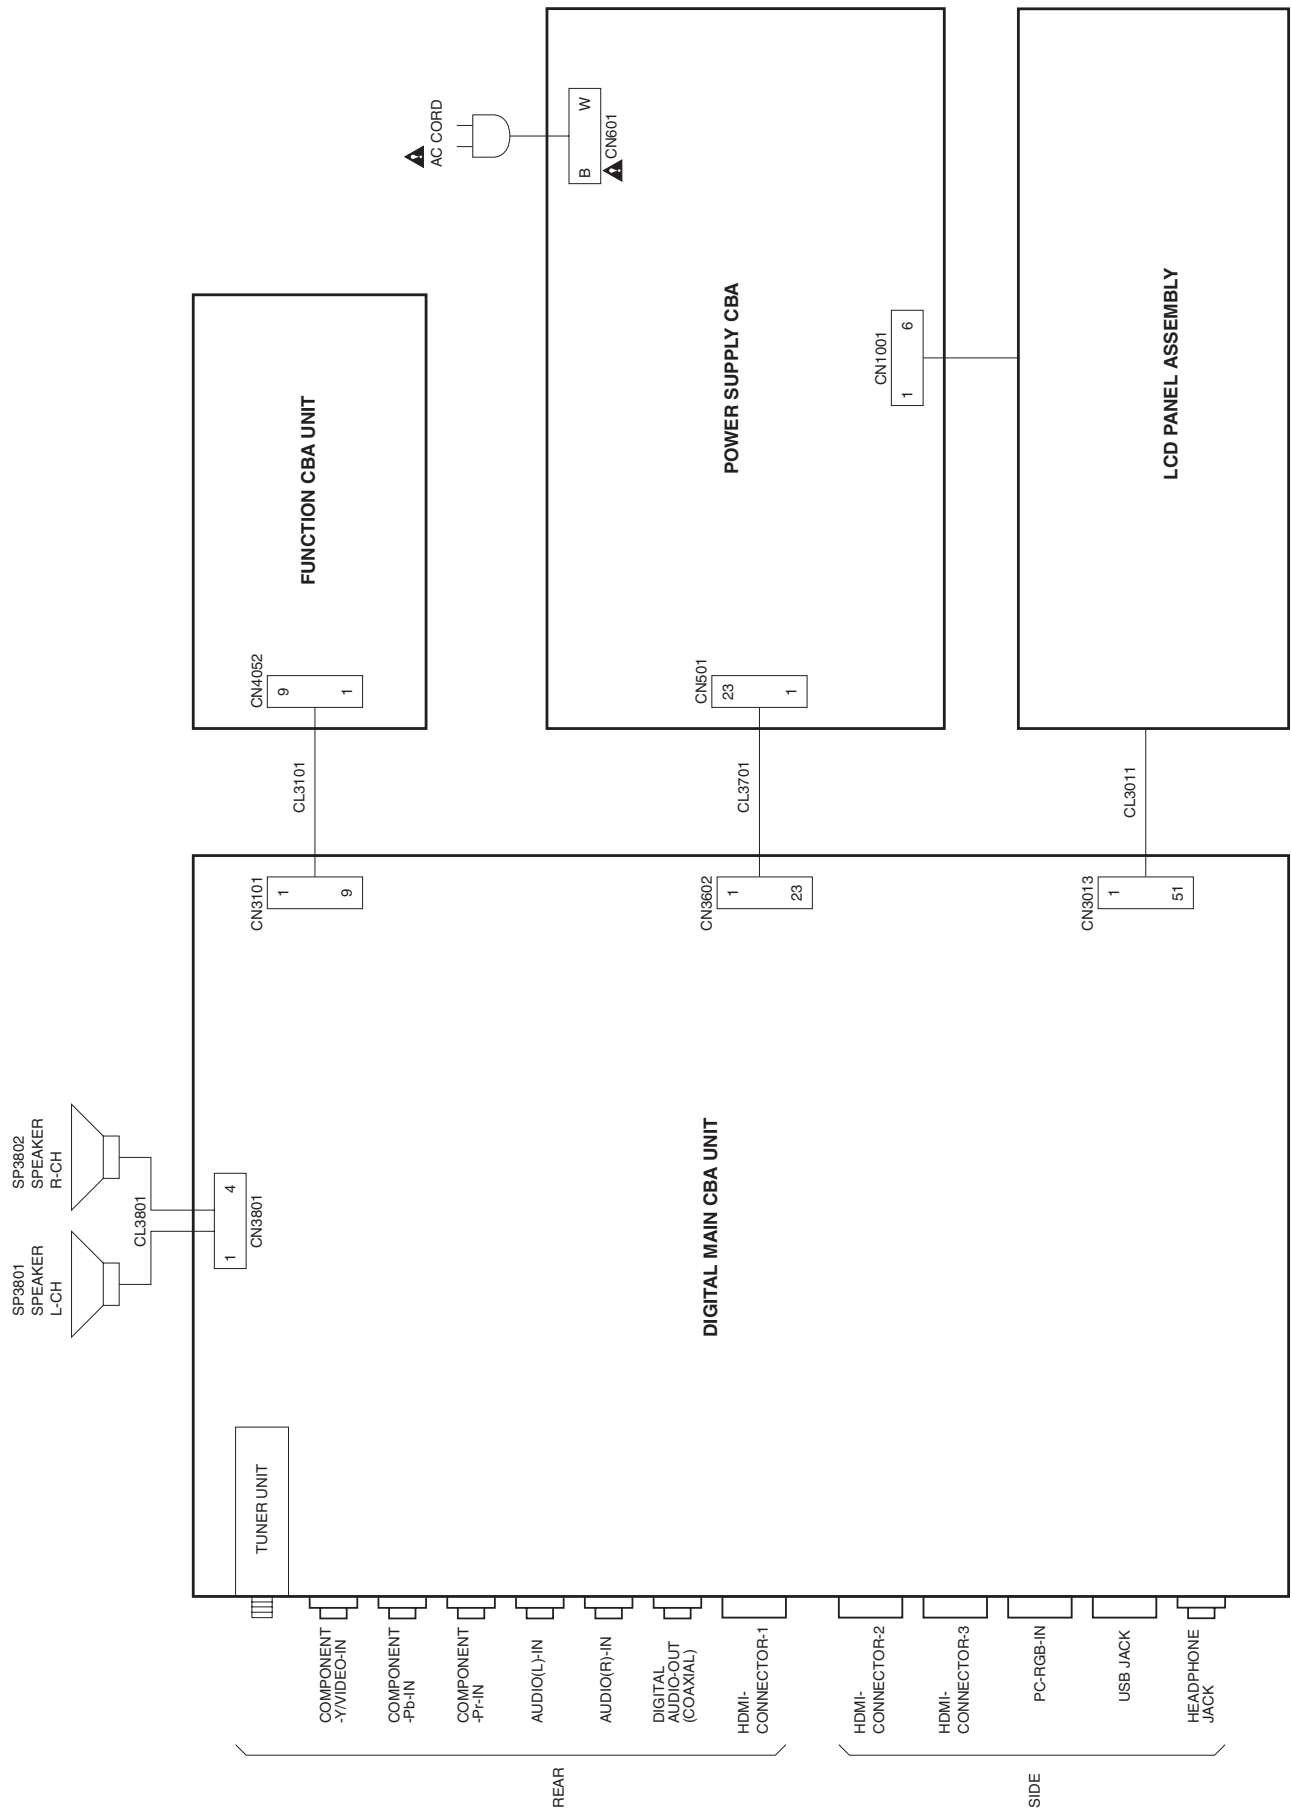 SP3801
SPEAKER
L-CH
SP3802
SPEAKER
R-CH
CL3801
1 4
CN3801
TUNER UNIT
REAR
COMPONENT
-Y/VIDEO-IN
COMPONENT
-Pb-IN
COMPONENT
-Pr-IN
AUDIO(L)-IN
AUDIO(R)-IN
DIGITAL
AUDIO-OUT
(COAXIAL)
HDMI-
CONNECTOR-1
SIDE
HDMI-
CONNECTOR-2
HDMI-
CONNECTOR-3
PC-RGB-IN
USB JACK
HEADPHONE
JACK
DIGITAL MAIN CBA UNIT
CN3101
1
9
CL3101
CN4052
9
1
FUNCTION CBA UNIT
CN3602
1
23
CL3701
CN501
23
1
POWER SUPPLY CBA
AC CORD
B W
CN601
CN1001
1 6
CN3013
1
51
CL3011
LCD PANEL ASSEMBLY